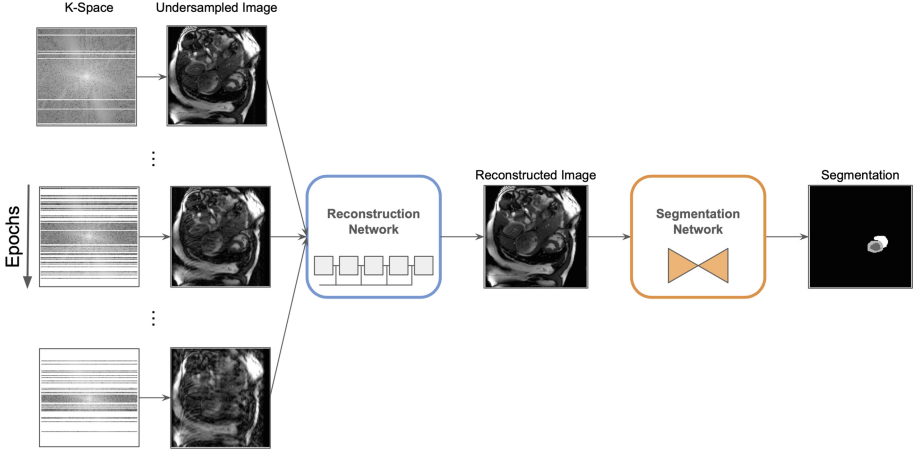 K-Space
Undersampled Image
Epochs
Reconstruction
Network
Reconstructed Image
Segmentation
Network
Segmentation